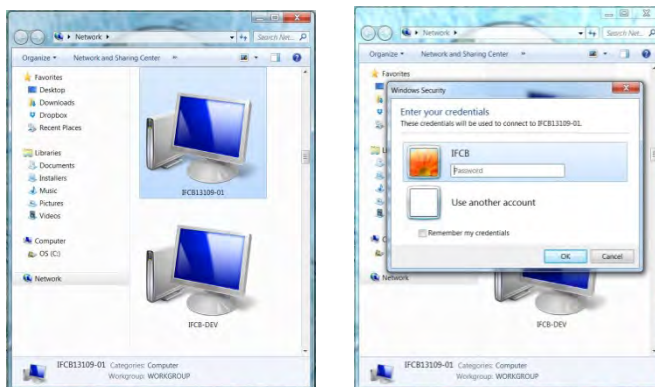 Network
Search Net...
Organize
Network and Sharing Center
Favorites
Desktop
Downloads
Dropbox
Recent Places
Libraries
Documents
Installers
Music
Pictures
Videos
Computer
OS (C:)
Network
IFCB13109-01
IFCB-DEV
IFCB13109-01 Categories: Computer
Workgroup: WORKGROUP
Network
Search Net...
Organize
Network and Sharing Center
Favorites
Windows Security
Enter your credentials
These credentials will be used to connect to IFCB13109-01.
IFCB
Password
Use another account
Remember my credentials
OK Cancel
OS (C:)
Network
IFCB-DEV
IFCB13109-01 Categories: Computer
Workgroup: WORKGROUP